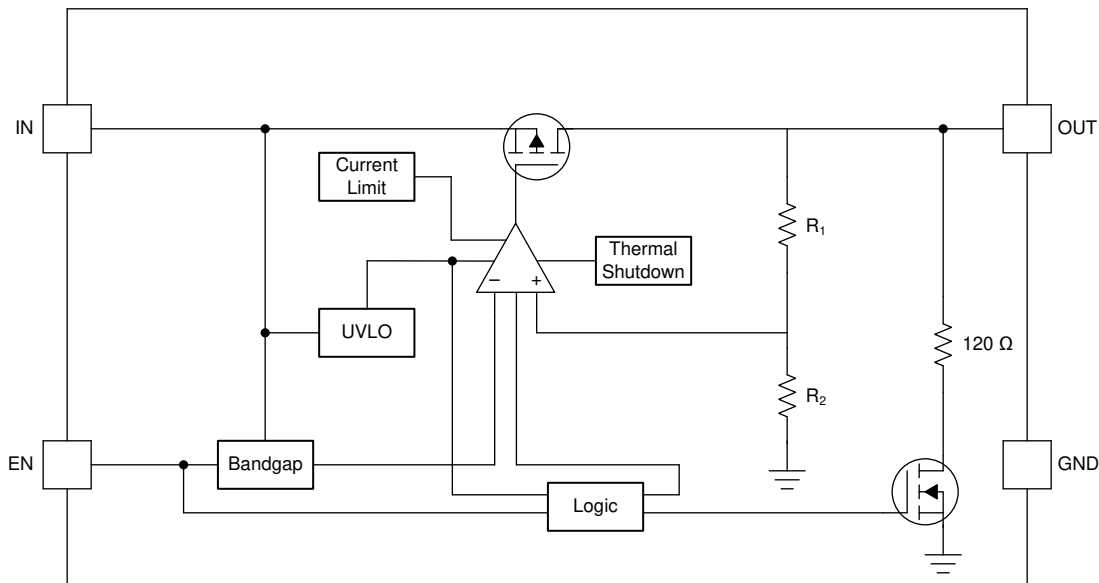 IN
OUT
Current
Limit
R1
Thermal
Shutdown
− +
UVLO
120 Ω
R2
EN
Bandgap
GND
Logic